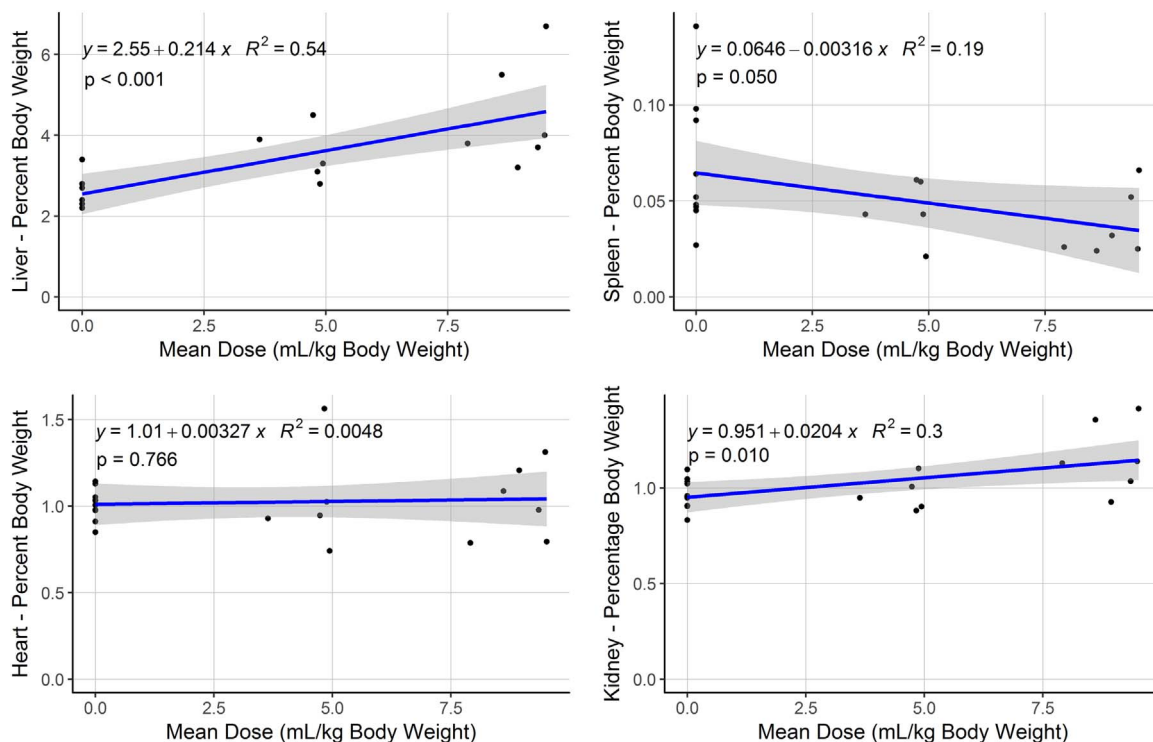 Liver - Percent Body Weight
y = 2.55 + 0.214 x R² = 0.54
p < 0.001
6
4
2
0
0.0 2.5 5.0 7.5
Mean Dose (mL/kg Body Weight)
Spleen - Percent Body Weight
y = 0.0646 − 0.00316 x R² = 0.19
p = 0.050
0.10
0.05
0.00
0.0 2.5 5.0 7.5
Mean Dose (mL/kg Body Weight)
Heart - Percent Body Weight
1.5
y = 1.01 + 0.00327 x R² = 0.0048
p = 0.766
1.0
0.5
0.0
0.0 2.5 5.0 7.5
Mean Dose (mL/kg Body Weight)
Kidney - Percentage Body Weight
y = 0.951 + 0.0204 x R² = 0.3
p = 0.010
1.0
0.5
0.0
0.0 2.5 5.0 7.5
Mean Dose (mL/kg Body Weight)